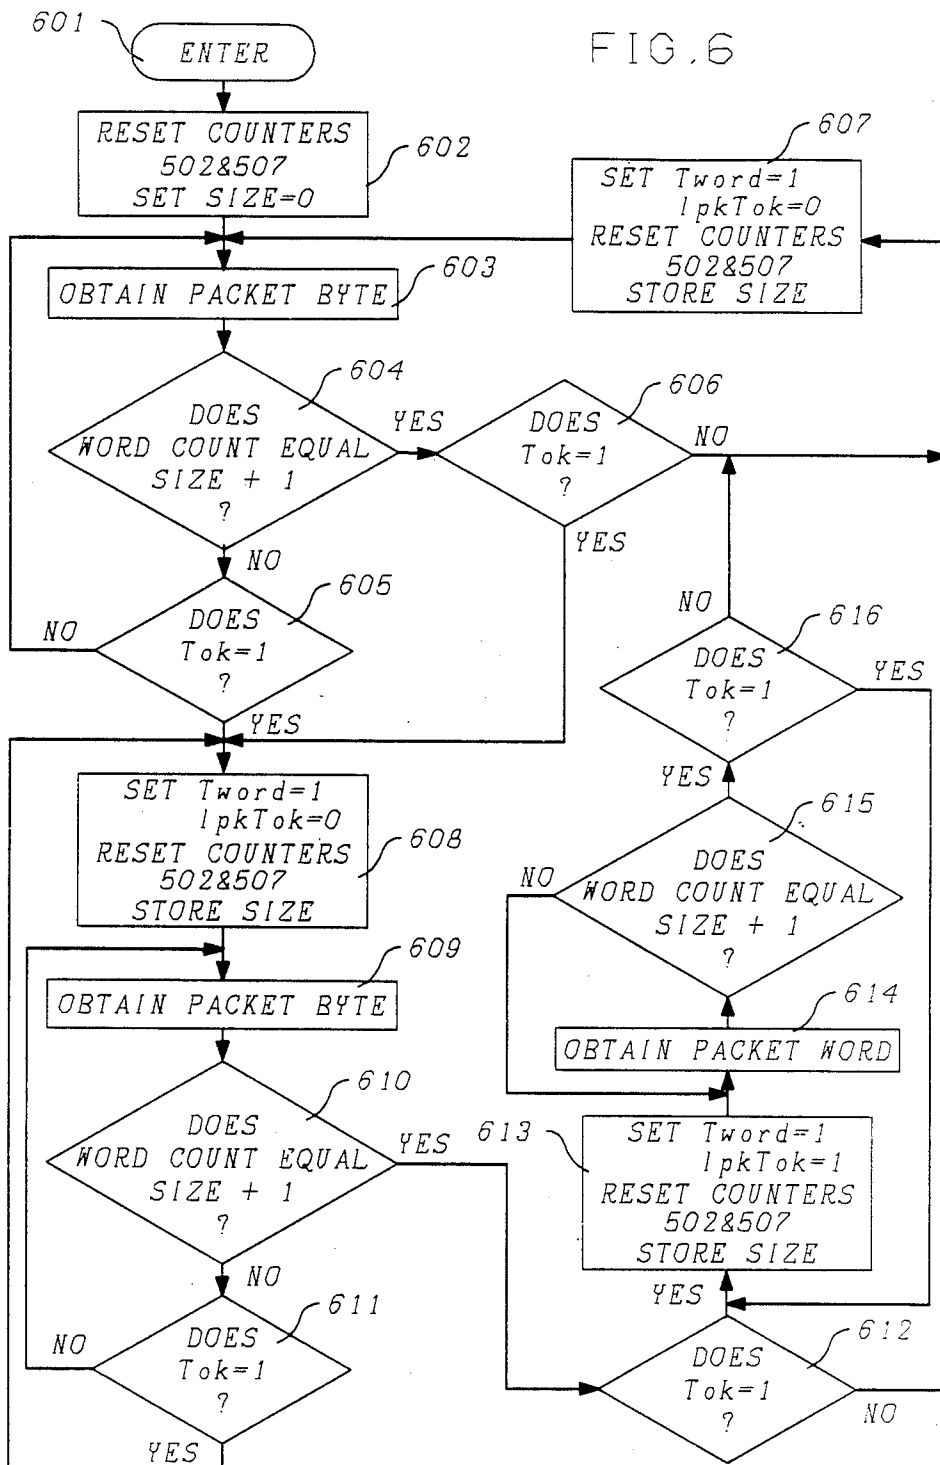 FIG.6
601
ENTER
RESET COUNTERS
502&507
SET SIZE=0
602
607
SET Tword=1
lpkTok=0
RESET COUNTERS
502&507
STORE SIZE
603
OBTAIN PACKET BYTE
604
DOES
WORD COUNT EQUAL
SIZE + 1
?
YES
NO
606
DOES
Tok=1
?
NO
YES
605
DOES
Tok=1
?
NO
YES
608
SET Tword=1
lpkTok=0
RESET COUNTERS
502&507
STORE SIZE
609
OBTAIN PACKET BYTE
610
DOES
WORD COUNT EQUAL
SIZE + 1
?
YES
NO
611
DOES
Tok=1
?
NO
YES
616
NO
DOES
Tok=1
?
YES
YES
615
DOES
WORD COUNT EQUAL
SIZE + 1
?
NO
614
OBTAIN PACKET WORD
613
SET Tword=1
lpkTok=1
RESET COUNTERS
502&507
STORE SIZE
YES
612
DOES
Tok=1
?
NO